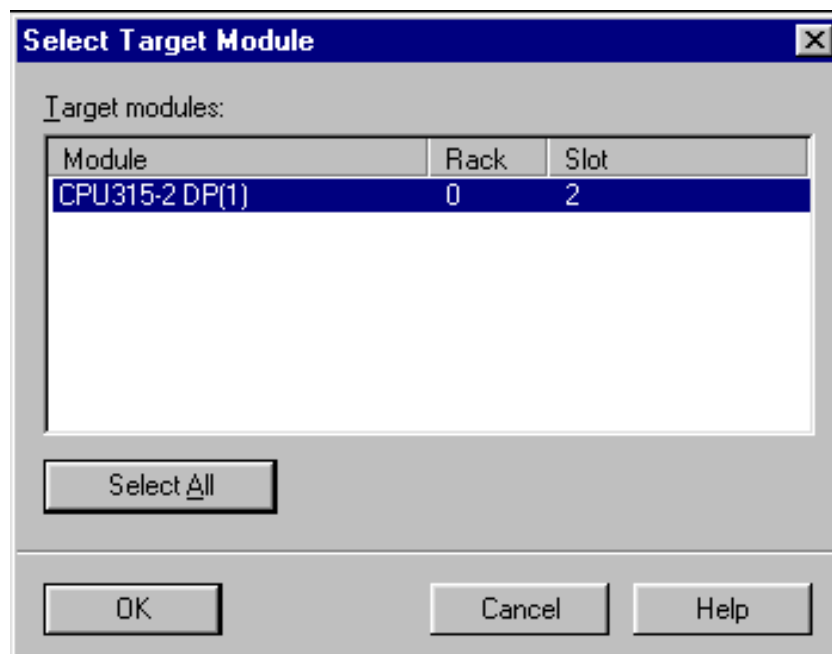 Select Target Module
Target modules:
Module Rack Slot
CPU315-2 DP(1) 0 2
Select All
OK Cancel Help